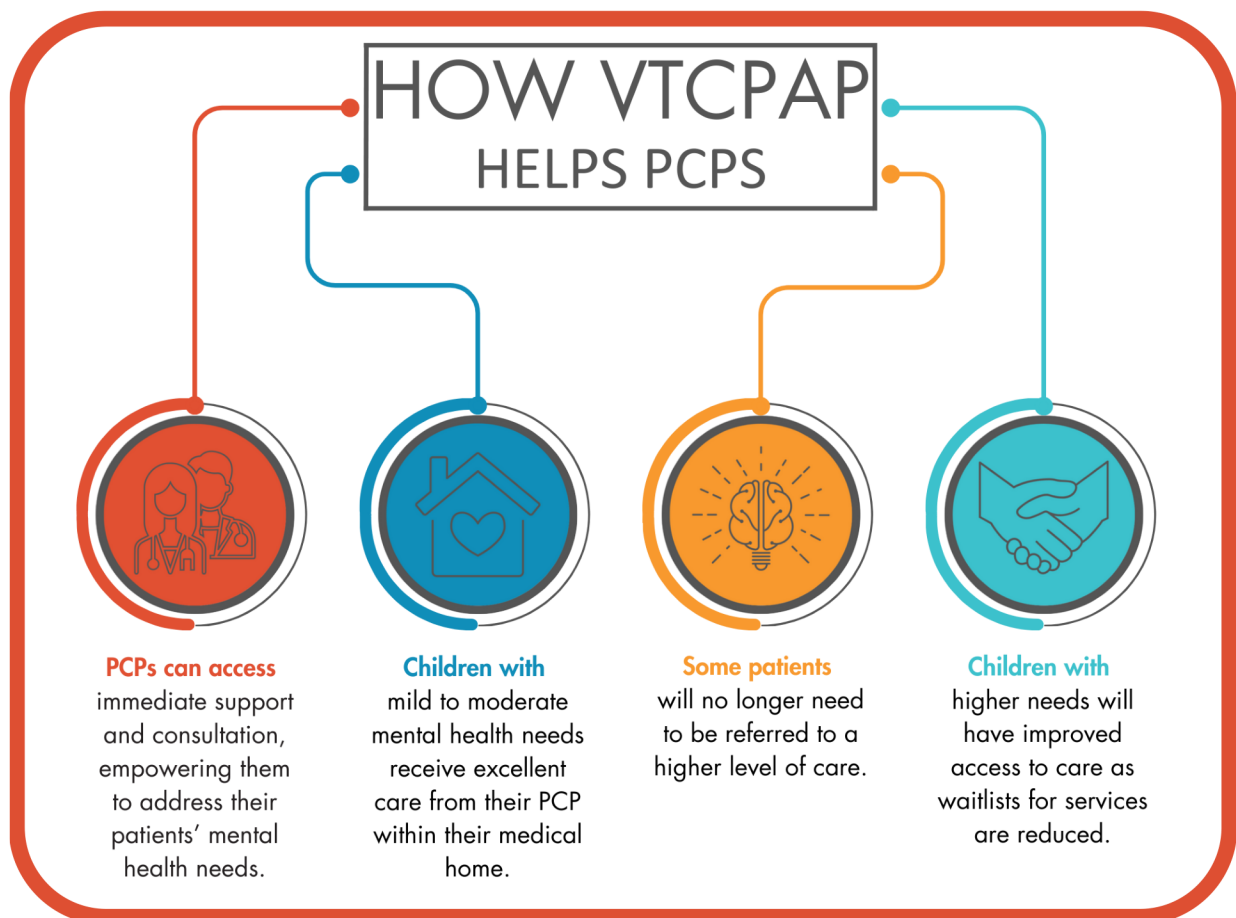 HOW VTCPAP
HELPS PCPS
PCPs can access
immediate support
and consultation,
empowering them
to address their
patients’ mental
health needs.
Children with
mild to moderate
mental health needs
receive excellent
care from their PCP
within their medical
home.
Some patients
will no longer need
to be referred to a
higher level of care.
Children with
higher needs will
have improved
access to care as
waitlists for services
are reduced.